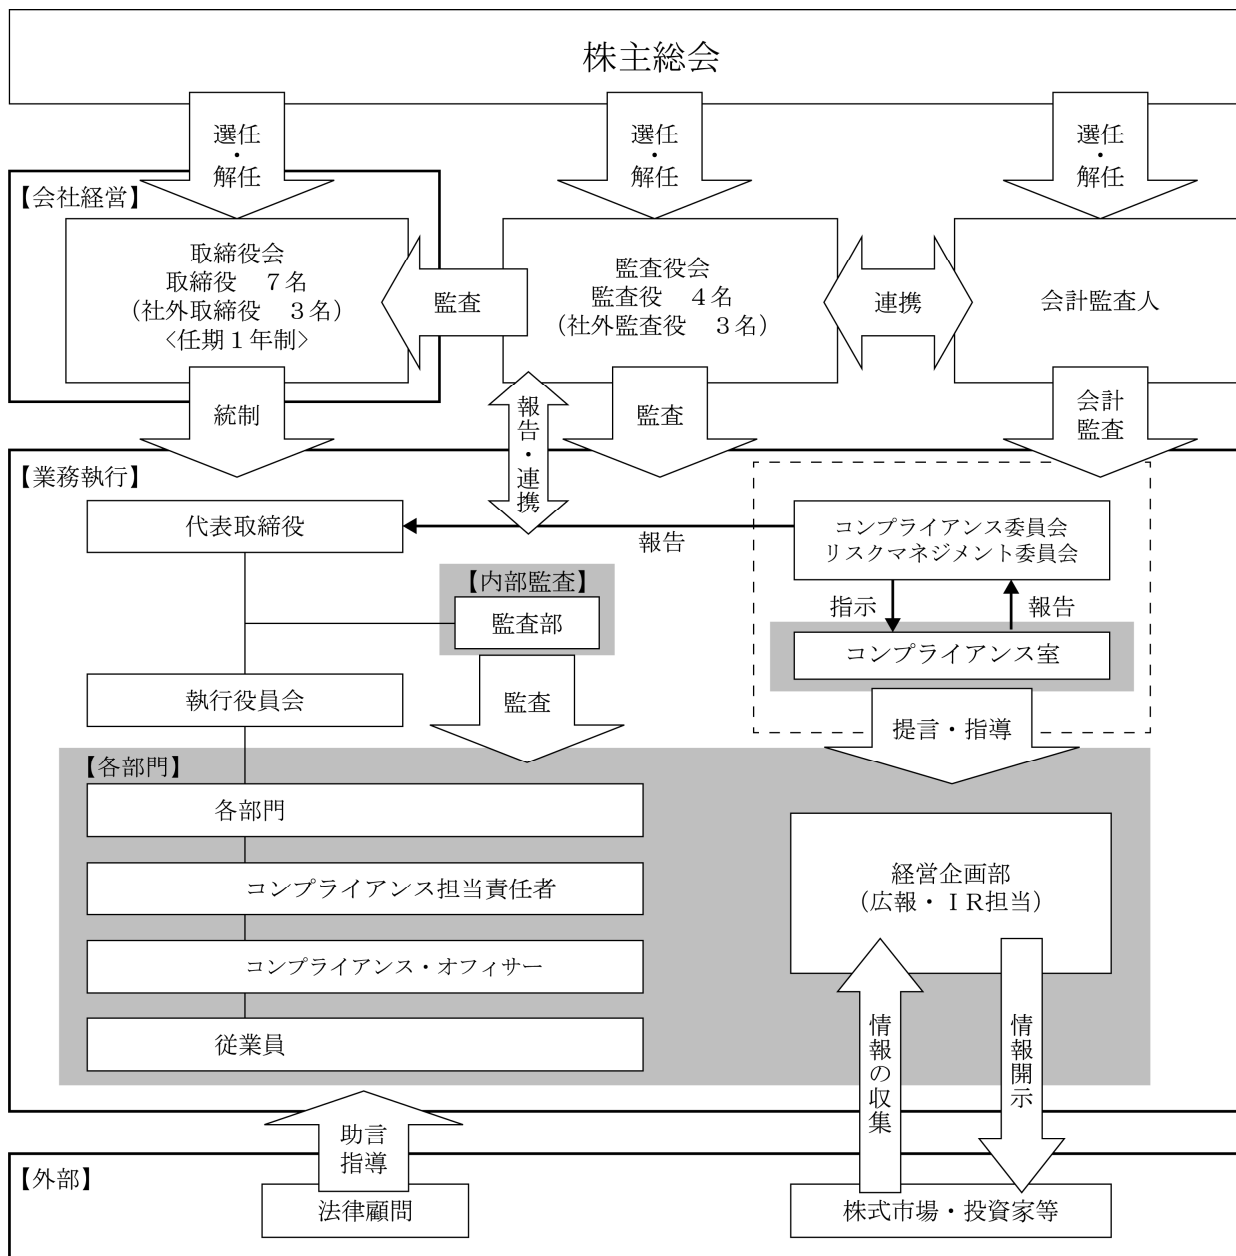 株主総会
選任
・
解任
選任
・
解任
選任
・
解任
【会社経営】
取締役会
取締役　７名
（社外取締役　３名）
<任期１年制>
監査
監査役会
監査役　４名
（社外監査役　３名）
連携
会計監査人
統制
報告・連携
監査
会計
監査
【業務執行】
代表取締役
報告
コンプライアンス委員会
リスクマネジメント委員会
【内部監査】
監査部
指示
報告
コンプライアンス室
執行役員会
監査
提言・指導
【各部門】
各部門
コンプライアンス担当責任者
コンプライアンス・オフィサー
従業員
経営企画部
（広報・ＩＲ担当）
情報の収集
情報開示
助言
指導
【外部】
法律顧問
株式市場・投資家等